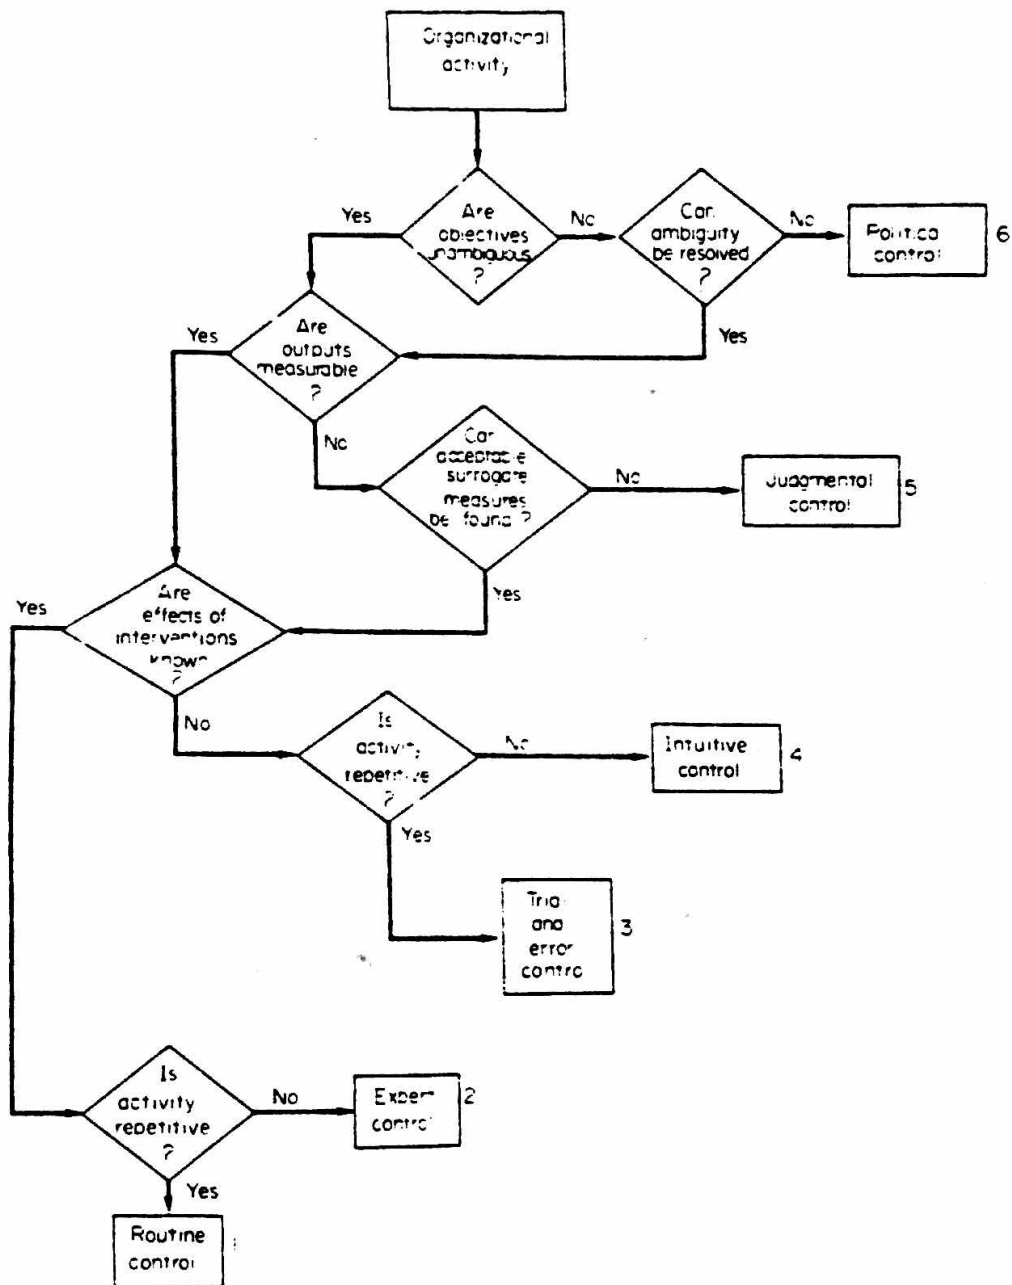 Organizational
activity
Yes
Are
objectives
unambiguous
?
No
Can
ambiguity
be resolved
?
No
Political
control
6
Yes
Are
outputs
measurable
?
Yes
No
Can
acceptable
surrogate
measures
be found ?
No
Judgmental
control
5
Yes
Yes
Are
effects of
interventions
known
?
No
Is
activity
repetitive
?
No
Intuitive
control
4
Yes
Trial
and
error
control
3
Is
activity
repetitive
?
No
Expert
control
2
Yes
Routine
control